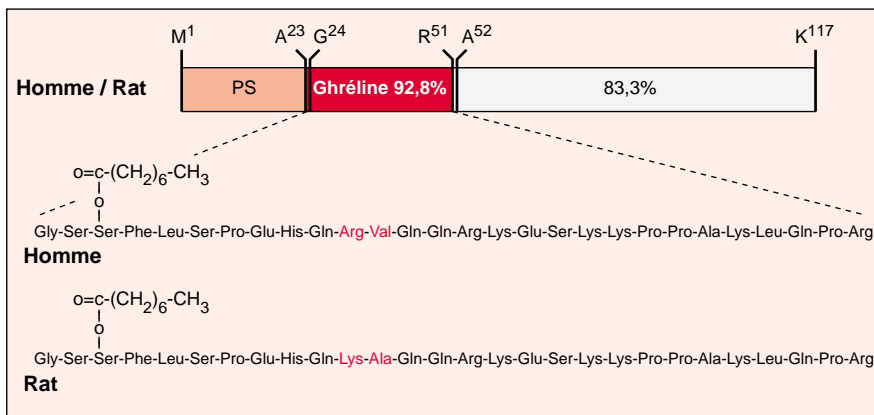 M1 A23 G24 R51 A52 K117
Homme / Rat PS Ghréline 92,8% 83,3%
o=c-(CH2)6-CH3
o
Gly-Ser-Ser-Phe-Leu-Ser-Pro-Glu-His-Gln-Arg-Val-Gln-Gln-Arg-Lys-Glu-Ser-Lys-Lys-Pro-Pro-Ala-Lys-Leu-Gln-Pro-Arg
Homme
o=c-(CH2)6-CH3
o
Gly-Ser-Ser-Phe-Leu-Ser-Pro-Glu-His-Gln-Lys-Ala-Gln-Gln-Arg-Lys-Glu-Ser-Lys-Lys-Pro-Pro-Ala-Lys-Leu-Gln-Pro-Arg
Rat